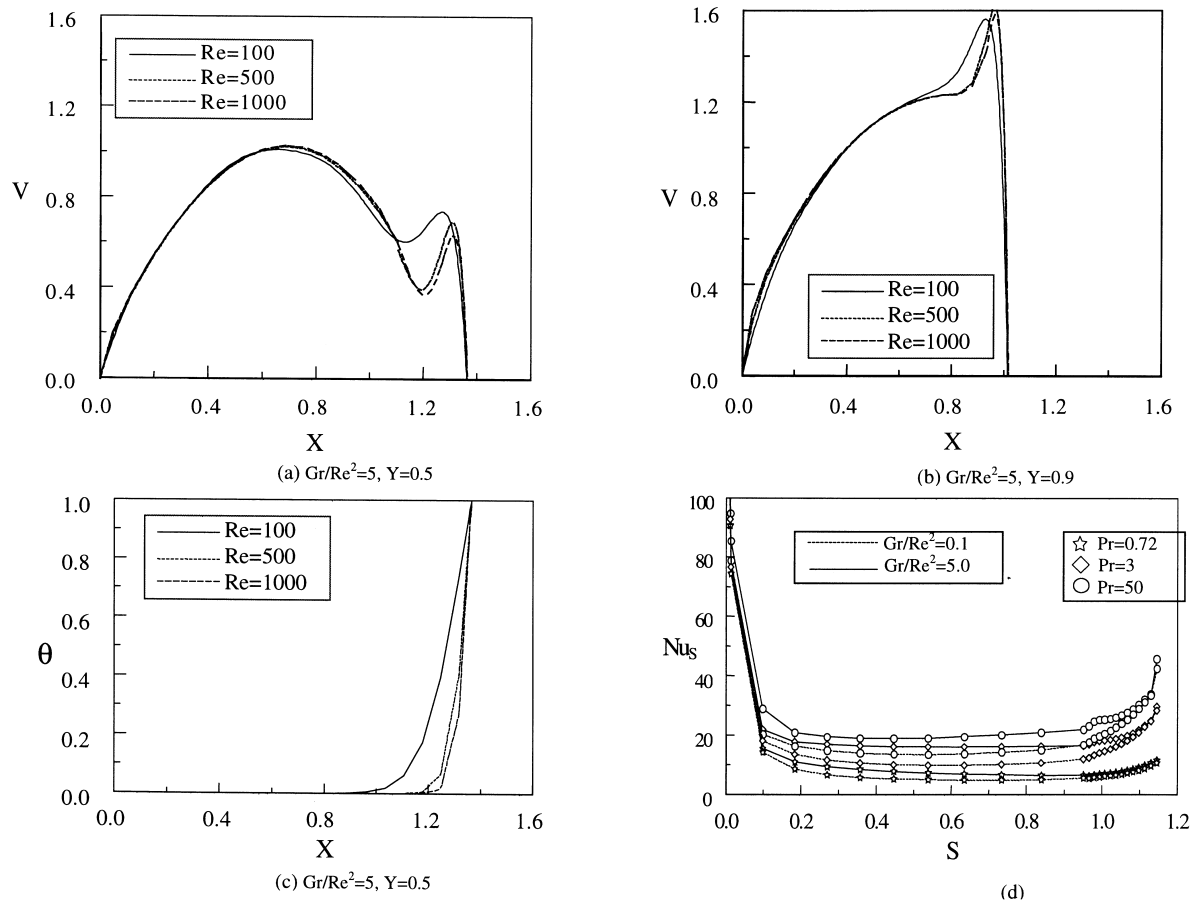 1.6
1.2
0.8
0.4
0.0
V
Re=100
Re=500
Re=1000
0.0 0.4 0.8 1.2 1.6
X
(a) Gr/Re²=5, Y=0.5
1.6
1.2
0.8
0.4
0.0
V
Re=100
Re=500
Re=1000
0.0 0.4 0.8 1.2 1.6
X
(b) Gr/Re²=5, Y=0.9
1.0
0.8
0.6
0.4
0.2
0.0
θ
Re=100
Re=500
Re=1000
0.0 0.4 0.8 1.2 1.6
X
(c) Gr/Re²=5, Y=0.5
100
80
60
40
20
0
Nu_S
Gr/Re²=0.1
Gr/Re²=5.0
Pr=0.72
Pr=3
Pr=50
0.0 0.2 0.4 0.6 0.8 1.0 1.2
S
(d)